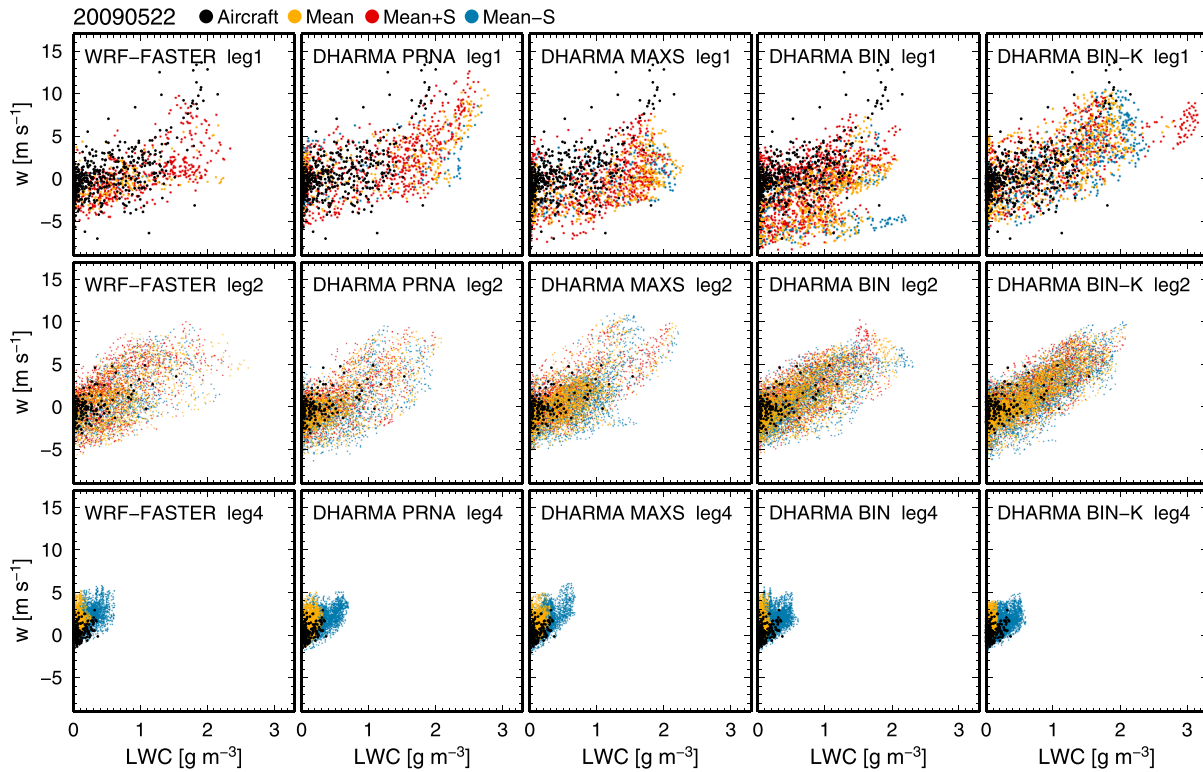 20090522 Aircraft Mean Mean+S Mean−S
WRF−FASTER leg1 DHARMA PRNA leg1 DHARMA MAXS leg1 DHARMA BIN leg1 DHARMA BIN−K leg1
15
10
5
0
−5
w [m s⁻¹]
WRF−FASTER leg2 DHARMA PRNA leg2 DHARMA MAXS leg2 DHARMA BIN leg2 DHARMA BIN−K leg2
15
10
5
0
−5
w [m s⁻¹]
WRF−FASTER leg4 DHARMA PRNA leg4 DHARMA MAXS leg4 DHARMA BIN leg4 DHARMA BIN−K leg4
15
10
5
0
−5
w [m s⁻¹]
0 1 2 3 0 1 2 3 0 1 2 3 0 1 2 3 0 1 2 3
LWC [g m⁻³] LWC [g m⁻³] LWC [g m⁻³] LWC [g m⁻³] LWC [g m⁻³]